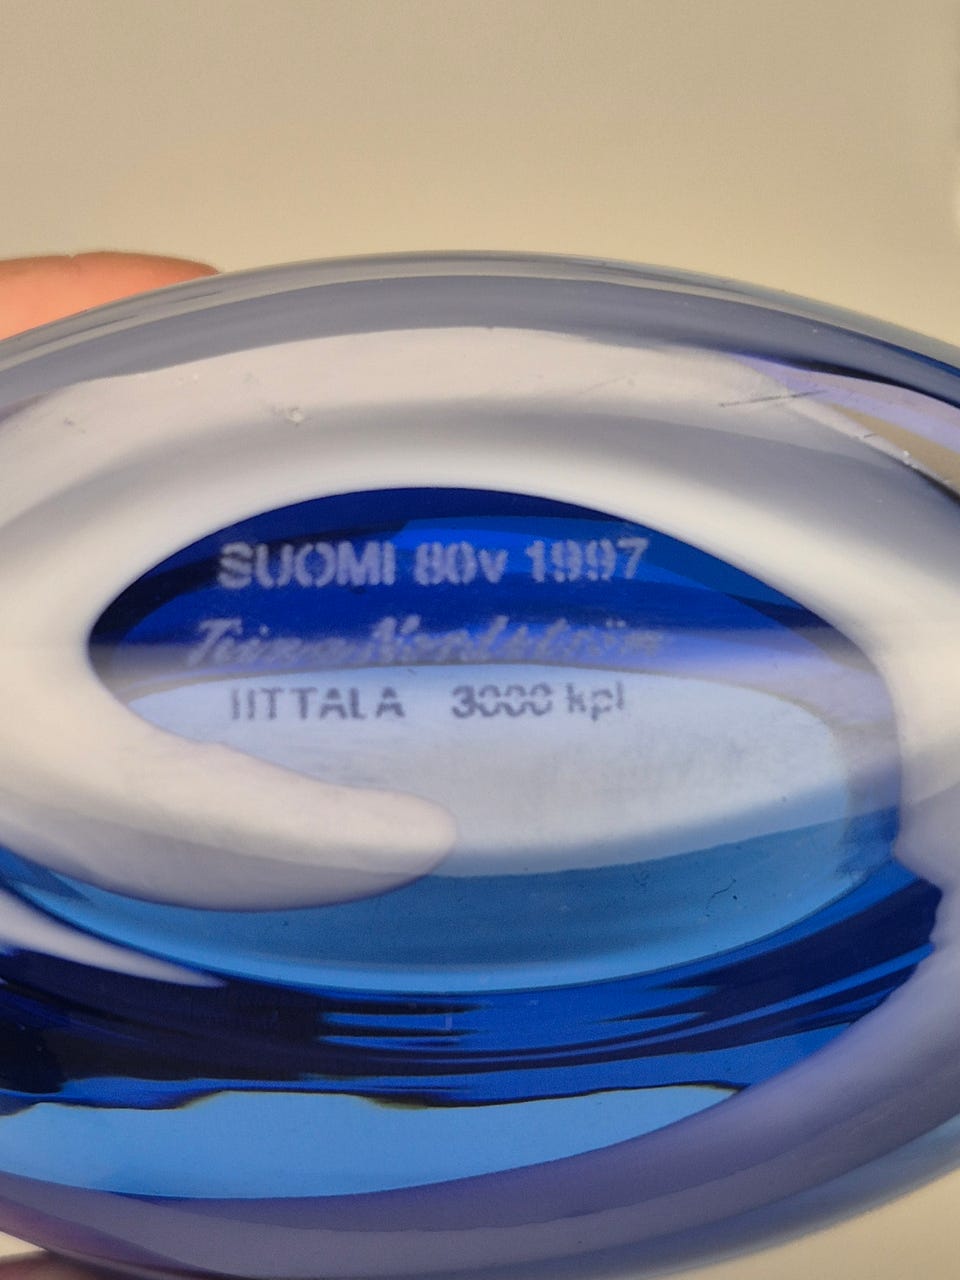 SUOMI 80v 1997
Tiina Nordström
IITTALA 3000 kpl